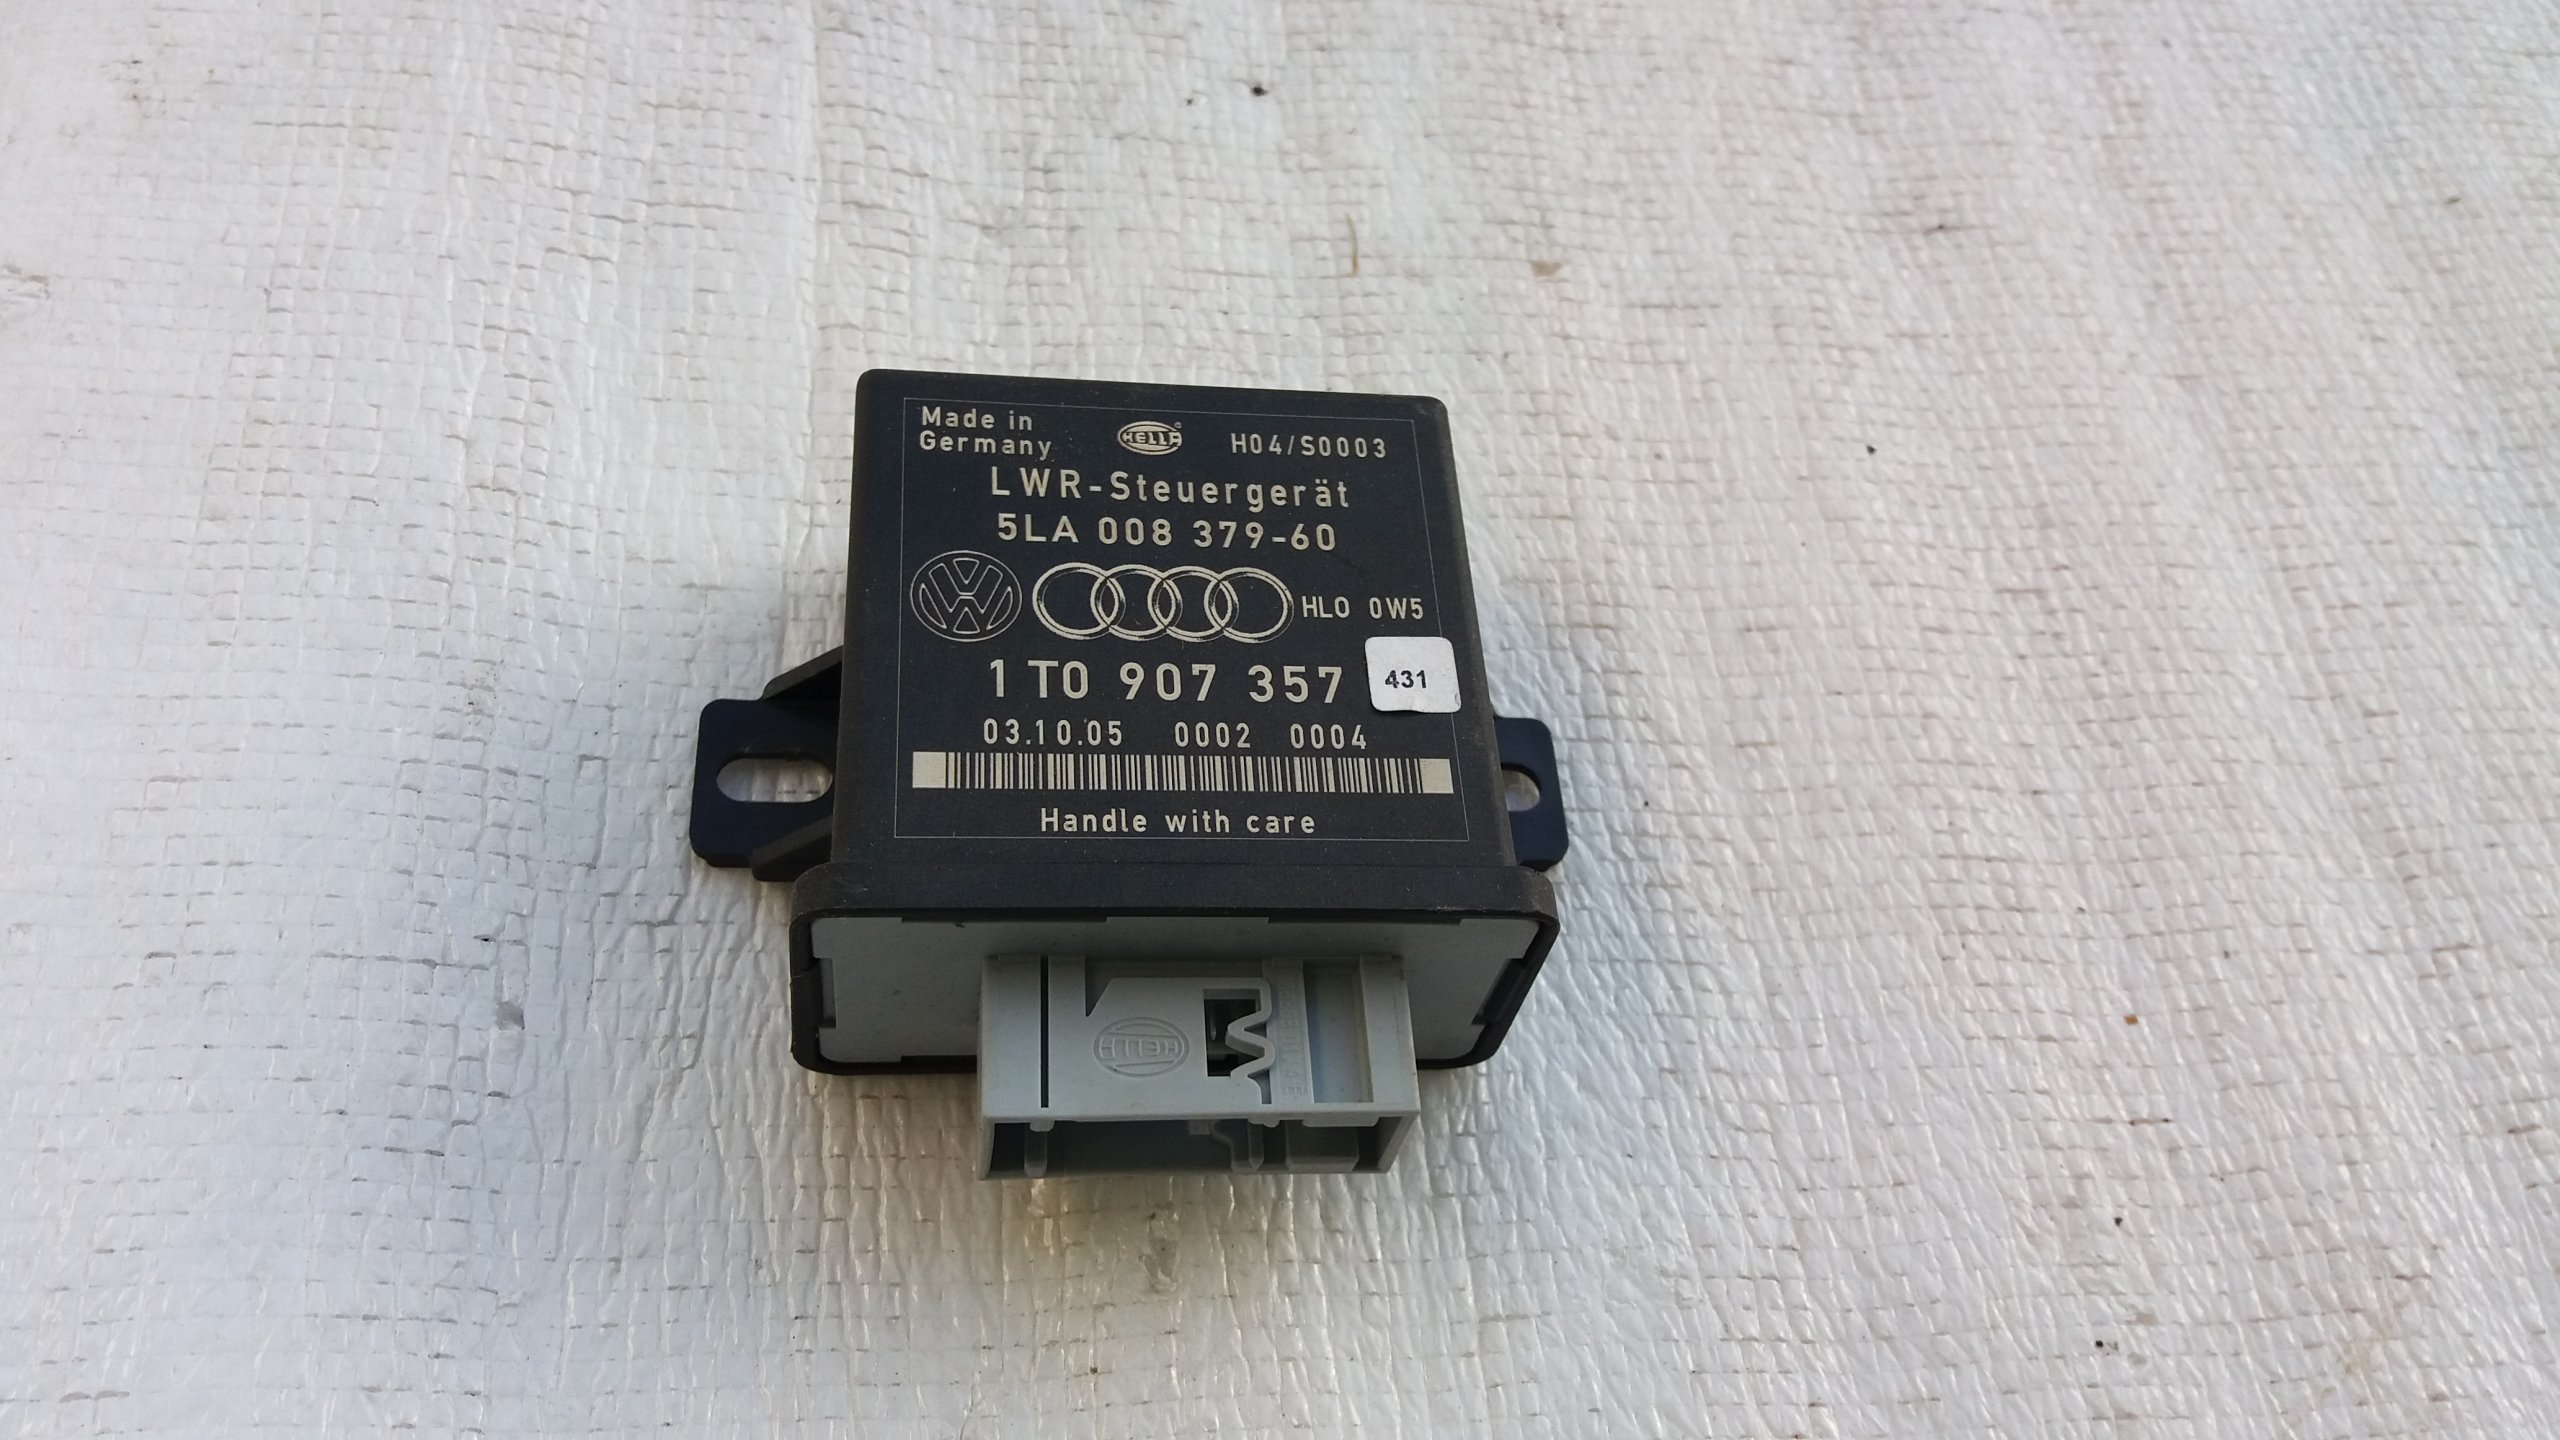 Made in
Germany
HELLA
®
H04/S0003
LWR-Steuergerät
5LA 008 379-60
HLO 0W5
1T0 907 357
431
03.10.05 0002 0004
Handle with care
HELLA